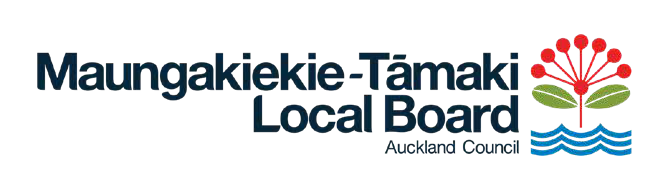 Maungakiekie-Tāmaki
Local Board
Auckland Council